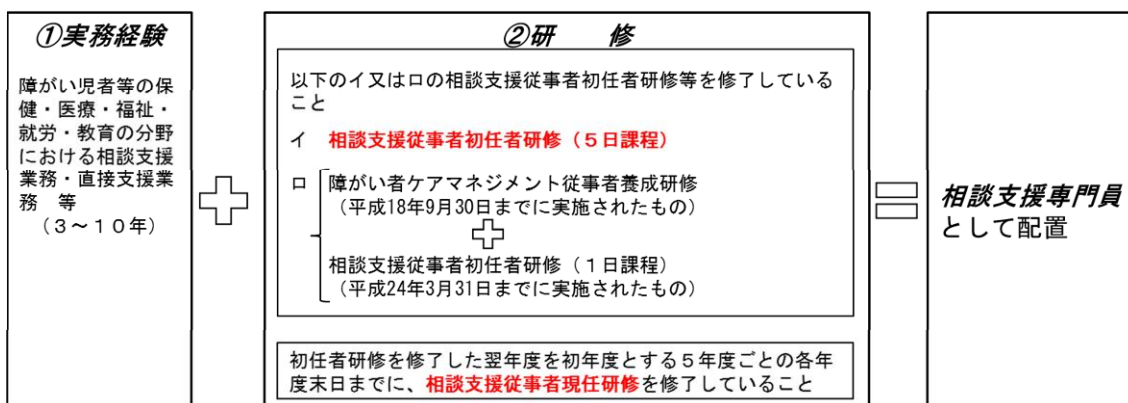 ①実務経験
障がい児者等の保
健・医療・福祉・
就労・教育の分野
における相談支援
業務・直接支援業
務　等
（３～１０年）
②研　　修
以下のイ又はロの相談支援従事者初任者研修等を修了している
こと
イ　相談支援従事者初任者研修（５日課程）
ロ　障がい者ケアマネジメント従事者養成研修
（平成18年9月30日までに実施されたもの）
相談支援従事者初任者研修（１日課程）
（平成24年3月31日までに実施されたもの）
初任者研修を修了した翌年度を初年度とする５年度ごとの各年
度末日までに、相談支援従事者現任研修を修了していること
相談支援専門員
として配置